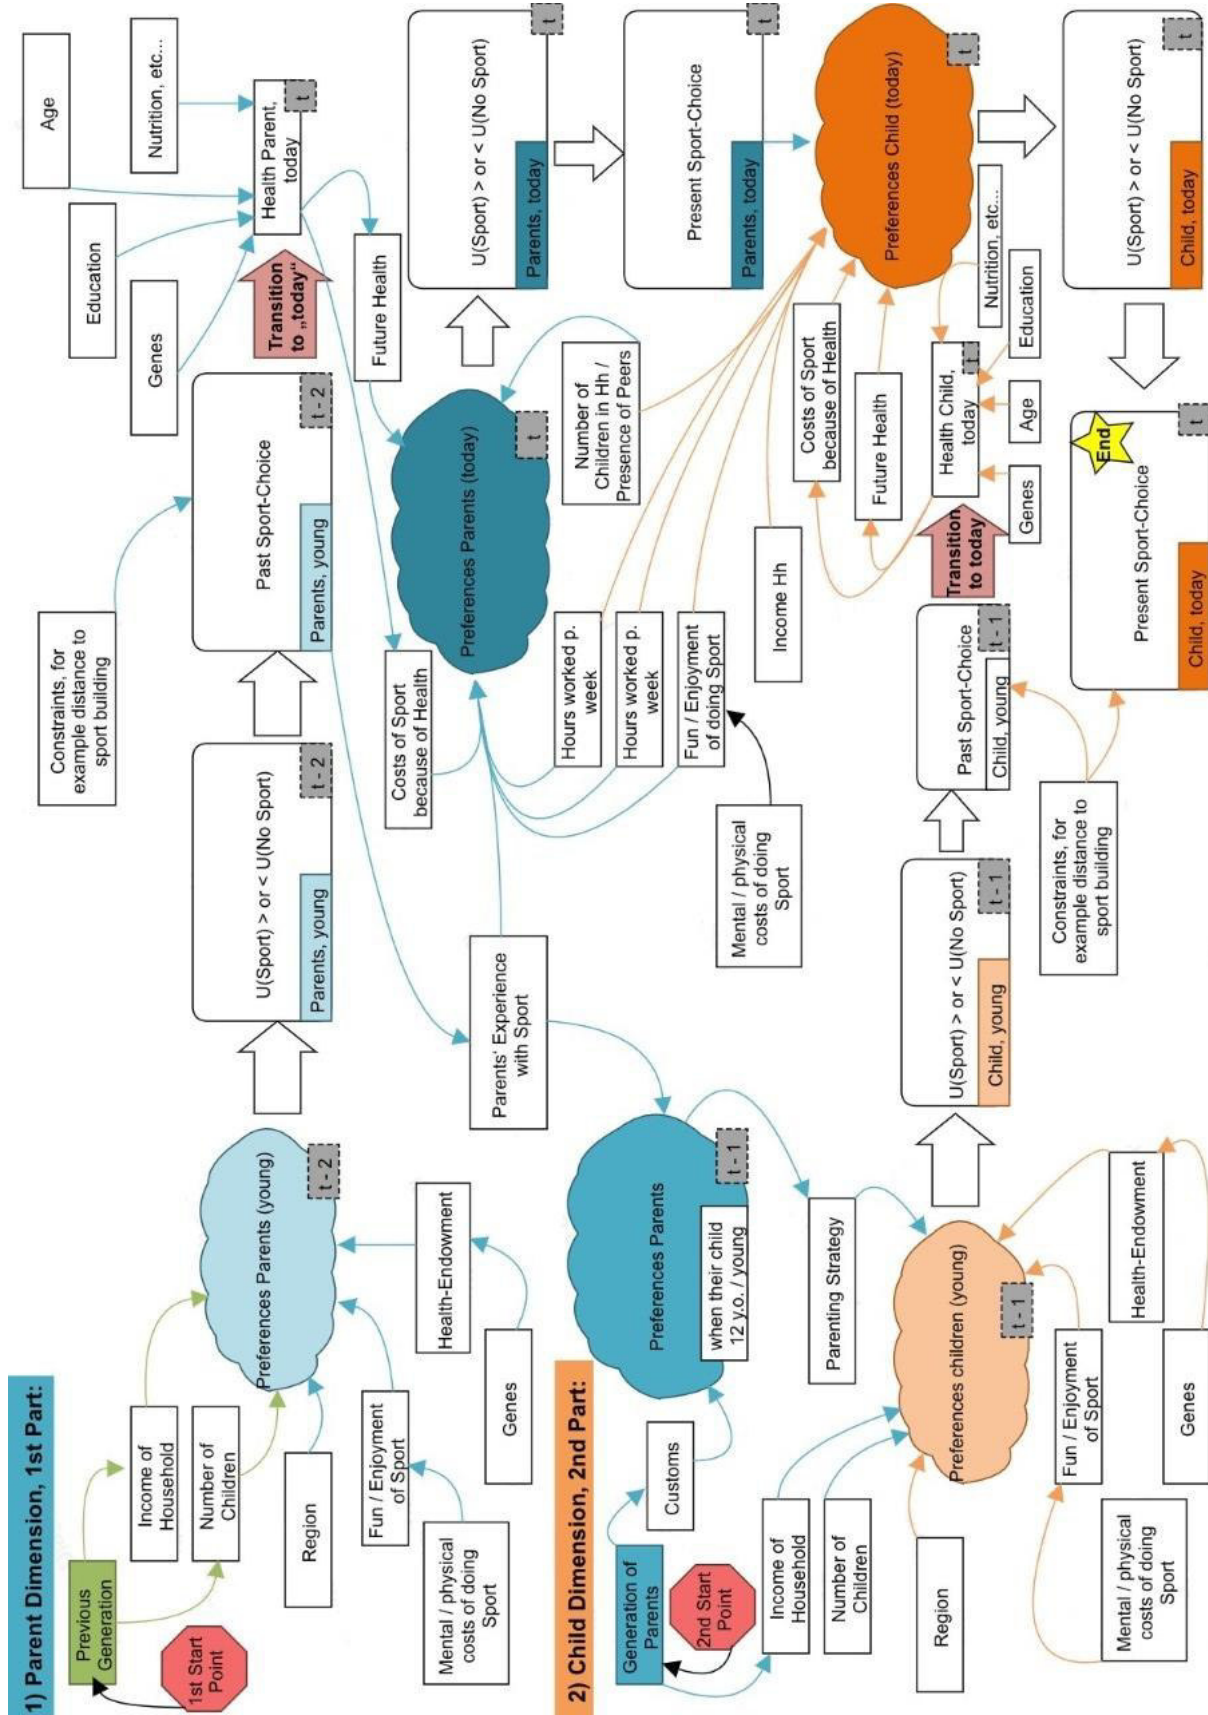 1) Parent Dimension, 1st Part:
Previous
Generation
1st Start
Point
Income of
Household
Number of
Children
Region
Fun / Enjoyment
of Sport
Mental / physical
costs of doing
Sport
Genes
Health-Endowment
Preferences Parents (young)
t - 2
U(Sport) > or < U(No Sport)
Parents, young
t - 2
Constraints, for
example distance to
sport building
Past Sport-Choice
Parents, young
t - 2
Transition
to „today“
Genes
Education
Age
Nutrition, etc...
Health Parent,
today
t
Future Health
Costs of Sport
because of Health
Parents' Experience
with Sport
Preferences Parents (today)
t
Hours worked p.
week
Hours worked p.
week
Fun / Enjoyment
of doing Sport
Mental / physical
costs of doing
Sport
Number of
Children in Hh /
Presence of Peers
Income Hh
U(Sport) > or < U(No Sport)
Parents, today
t
Present Sport-Choice
Parents, today
t
2) Child Dimension, 2nd Part:
Generation of
Parents
2nd Start
Point
Customs
Preferences Parents
when their child
12 y.o. / young
t - 1
Parenting Strategy
Income of
Household
Number of
Children
Region
Preferences children (young)
t - 1
Fun / Enjoyment
of Sport
Mental / physical
costs of doing
Sport
Health-Endowment
Genes
U(Sport) > or < U(No Sport)
Child, young
t - 1
Past Sport-Choice
Child, young
t - 1
Constraints, for
example distance to
sport building
Transition
to today
Health Child,
today
t
Genes
Age
Education
Nutrition, etc...
Future Health
Costs of Sport
because of Health
Preferences Child (today)
t
U(Sport) > or < U(No Sport)
Child, today
t
Present Sport-Choice
Child, today
t
End